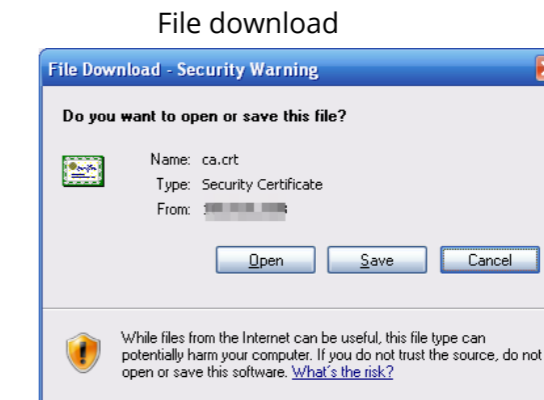 File download
File Download - Security Warning
Do you want to open or save this file?
Name: ca.crt
Type: Security Certificate
From:
Open Save Cancel
While files from the Internet can be useful, this file type can
potentially harm your computer. If you do not trust the source, do not
open or save this software. What's the risk?